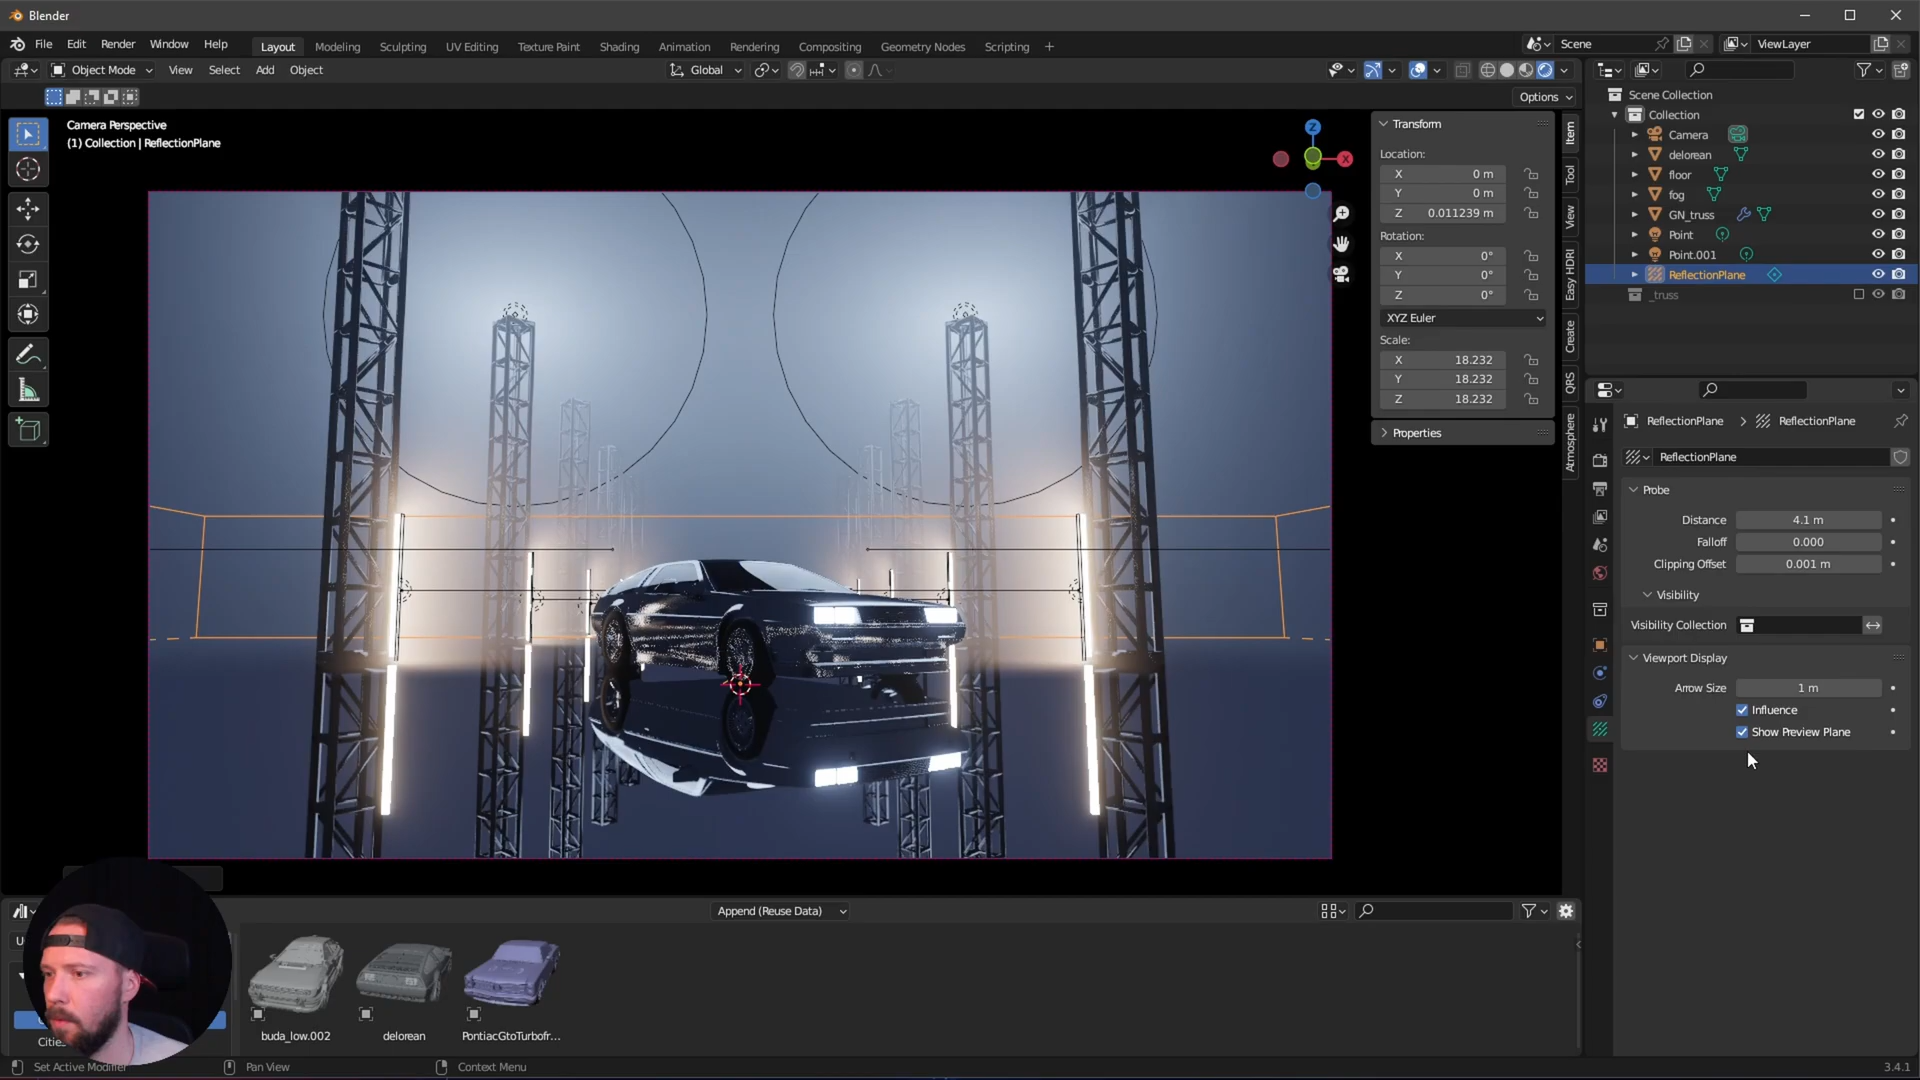 Blender
File Edit Render Window Help
Layout Modeling Sculpting UV Editing Texture Paint Shading Animation Rendering Compositing Geometry Nodes Scripting +
Scene
ViewLayer
Object Mode View Select Add Object
Global
Options
Camera Perspective
(1) Collection | ReflectionPlane
Z
X
Transform
Location:
X 0 m
Y 0 m
Z 0.011239 m
Rotation:
X 0°
Y 0°
Z 0°
XYZ Euler
Scale:
X 18.232
Y 18.232
Z 18.232
Properties
Item
Tool
View
Easy HDRI
Create
QRS
Atmosphere
Scene Collection
Collection
Camera
delorean
floor
fog
GN_truss
Point
Point.001
ReflectionPlane
_truss
ReflectionPlane > ReflectionPlane
ReflectionPlane
Probe
Distance 4.1 m
Falloff 0.000
Clipping Offset 0.001 m
Visibility
Visibility Collection
Viewport Display
Arrow Size 1 m
Influence
Show Preview Plane
Append (Reuse Data)
buda_low.002
delorean
PontiacGtoTurbofr...
Citie
Set Active Modifier
Pan View
Context Menu
3.4.1